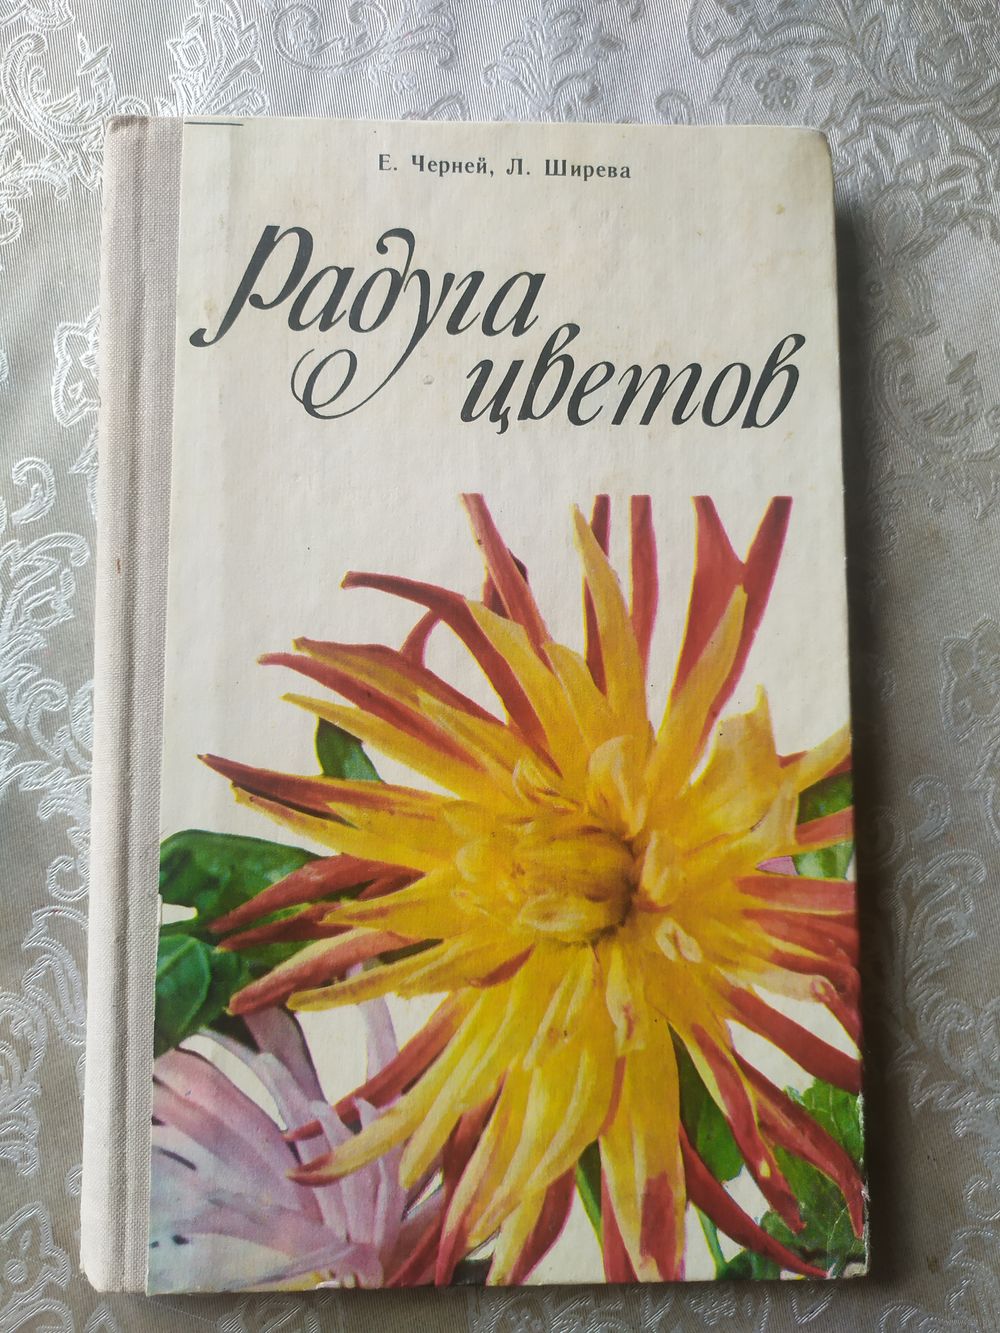 Е. Черней, Л. Ширева
Радуга
цветов